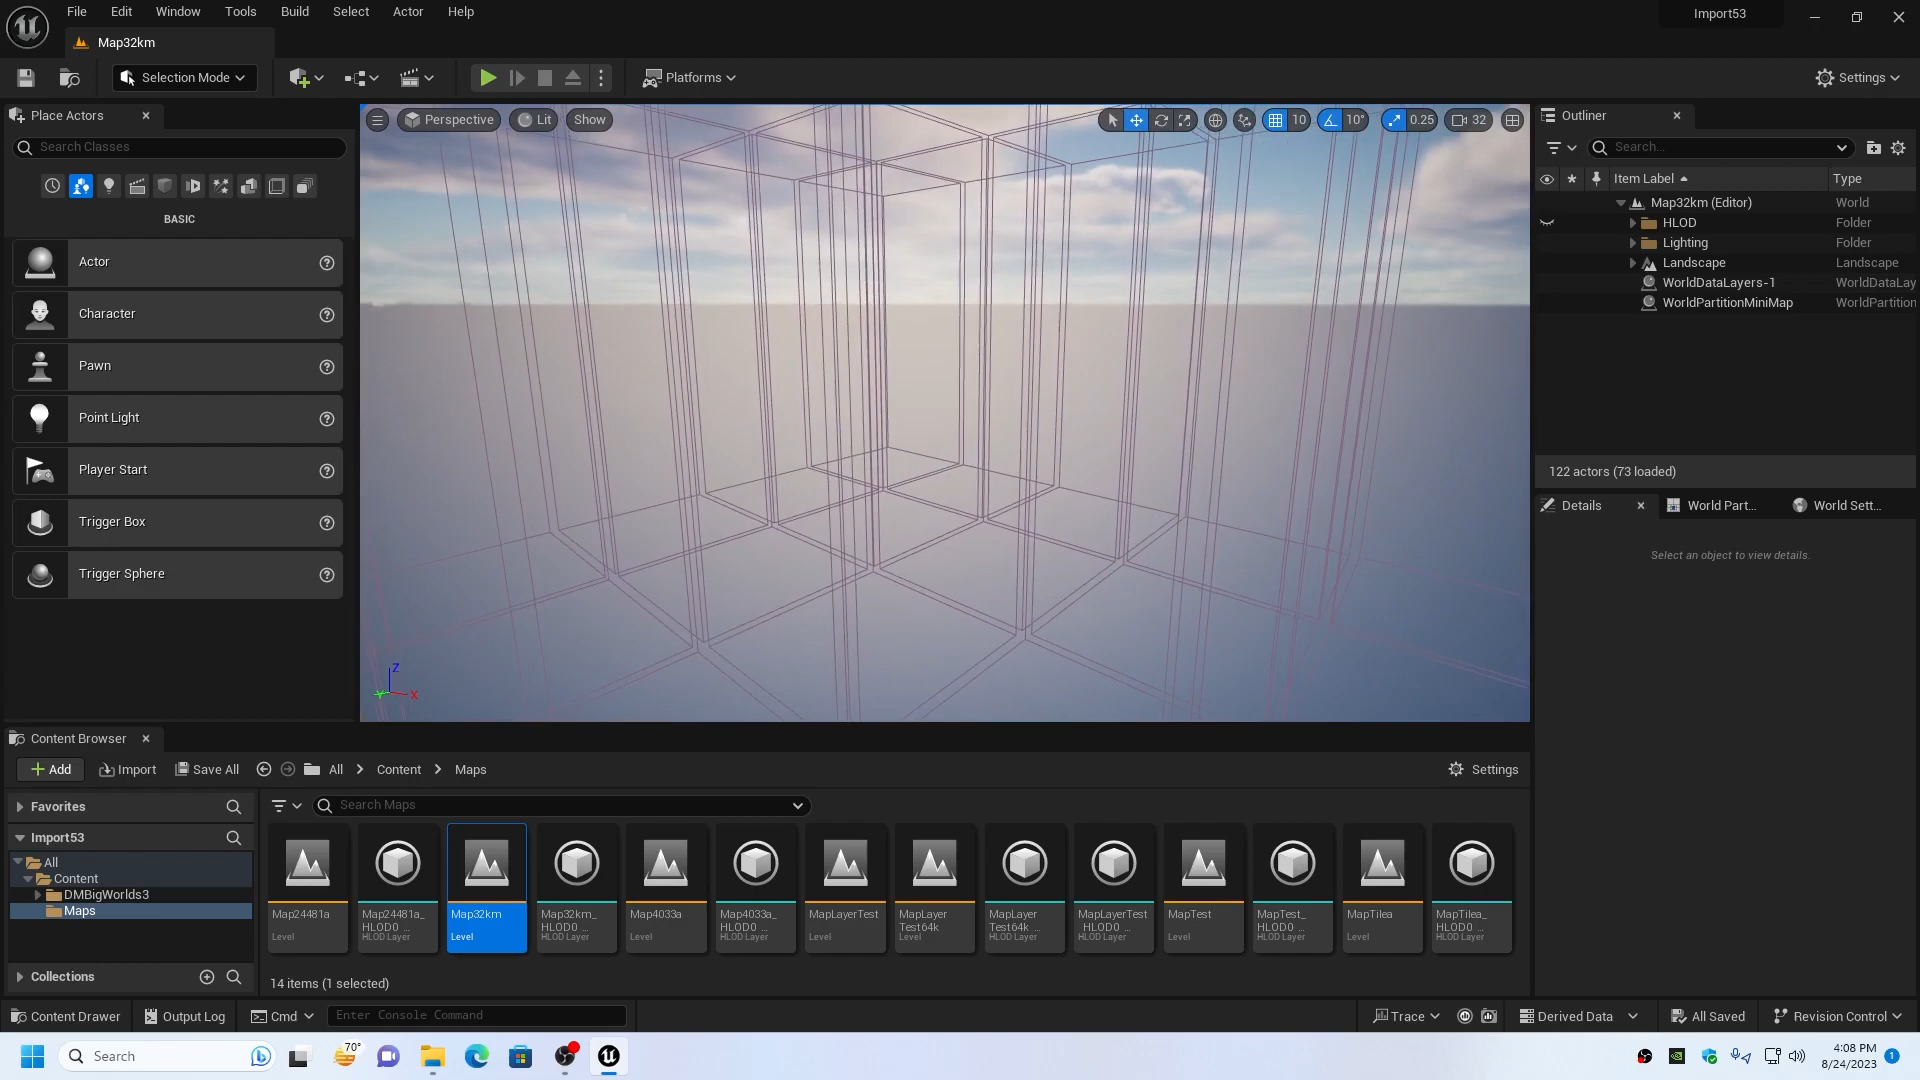 File Edit Window Tools Build Select Actor Help
Import53
Map32km
Selection Mode
Platforms
Settings
Place Actors
Search Classes
BASIC
Actor
Character
Pawn
Point Light
Player Start
Trigger Box
Trigger Sphere
Perspective
Lit
Show
10
10°
0.25
32
Z
X
Y
Outliner
Search...
Item Label Type
Map32km (Editor) World
HLOD Folder
Lighting Folder
Landscape Landscape
WorldDataLayers-1 WorldDataLay
WorldPartitionMiniMap WorldPartition
122 actors (73 loaded)
Details
World Part...
World Sett...
Select an object to view details.
Content Browser
Add
Import
Save All
All
Content
Maps
Settings
Favorites
Import53
All
Content
DMBigWorlds3
Maps
Collections
Search Maps
Map24481a
Level
Map24481a_
HLOD0 ...
HLOD Layer
Map32km
Level
Map32km_
HLOD0 ...
HLOD Layer
Map4033a
Level
Map4033a_
HLOD0 ...
HLOD Layer
MapLayerTest
Level
MapLayer
Test64k
Level
MapLayer
Test64k ...
HLOD Layer
MapLayerTest
_HLOD0 ...
HLOD Layer
MapTest
Level
MapTest_
HLOD0 ...
HLOD Layer
MapTilea
Level
MapTilea_
HLOD0 ...
HLOD Layer
14 items (1 selected)
Content Drawer
Output Log
Cmd
Enter Console Command
Trace
Derived Data
All Saved
Revision Control
Search
70°
4:08 PM
8/24/2023
1